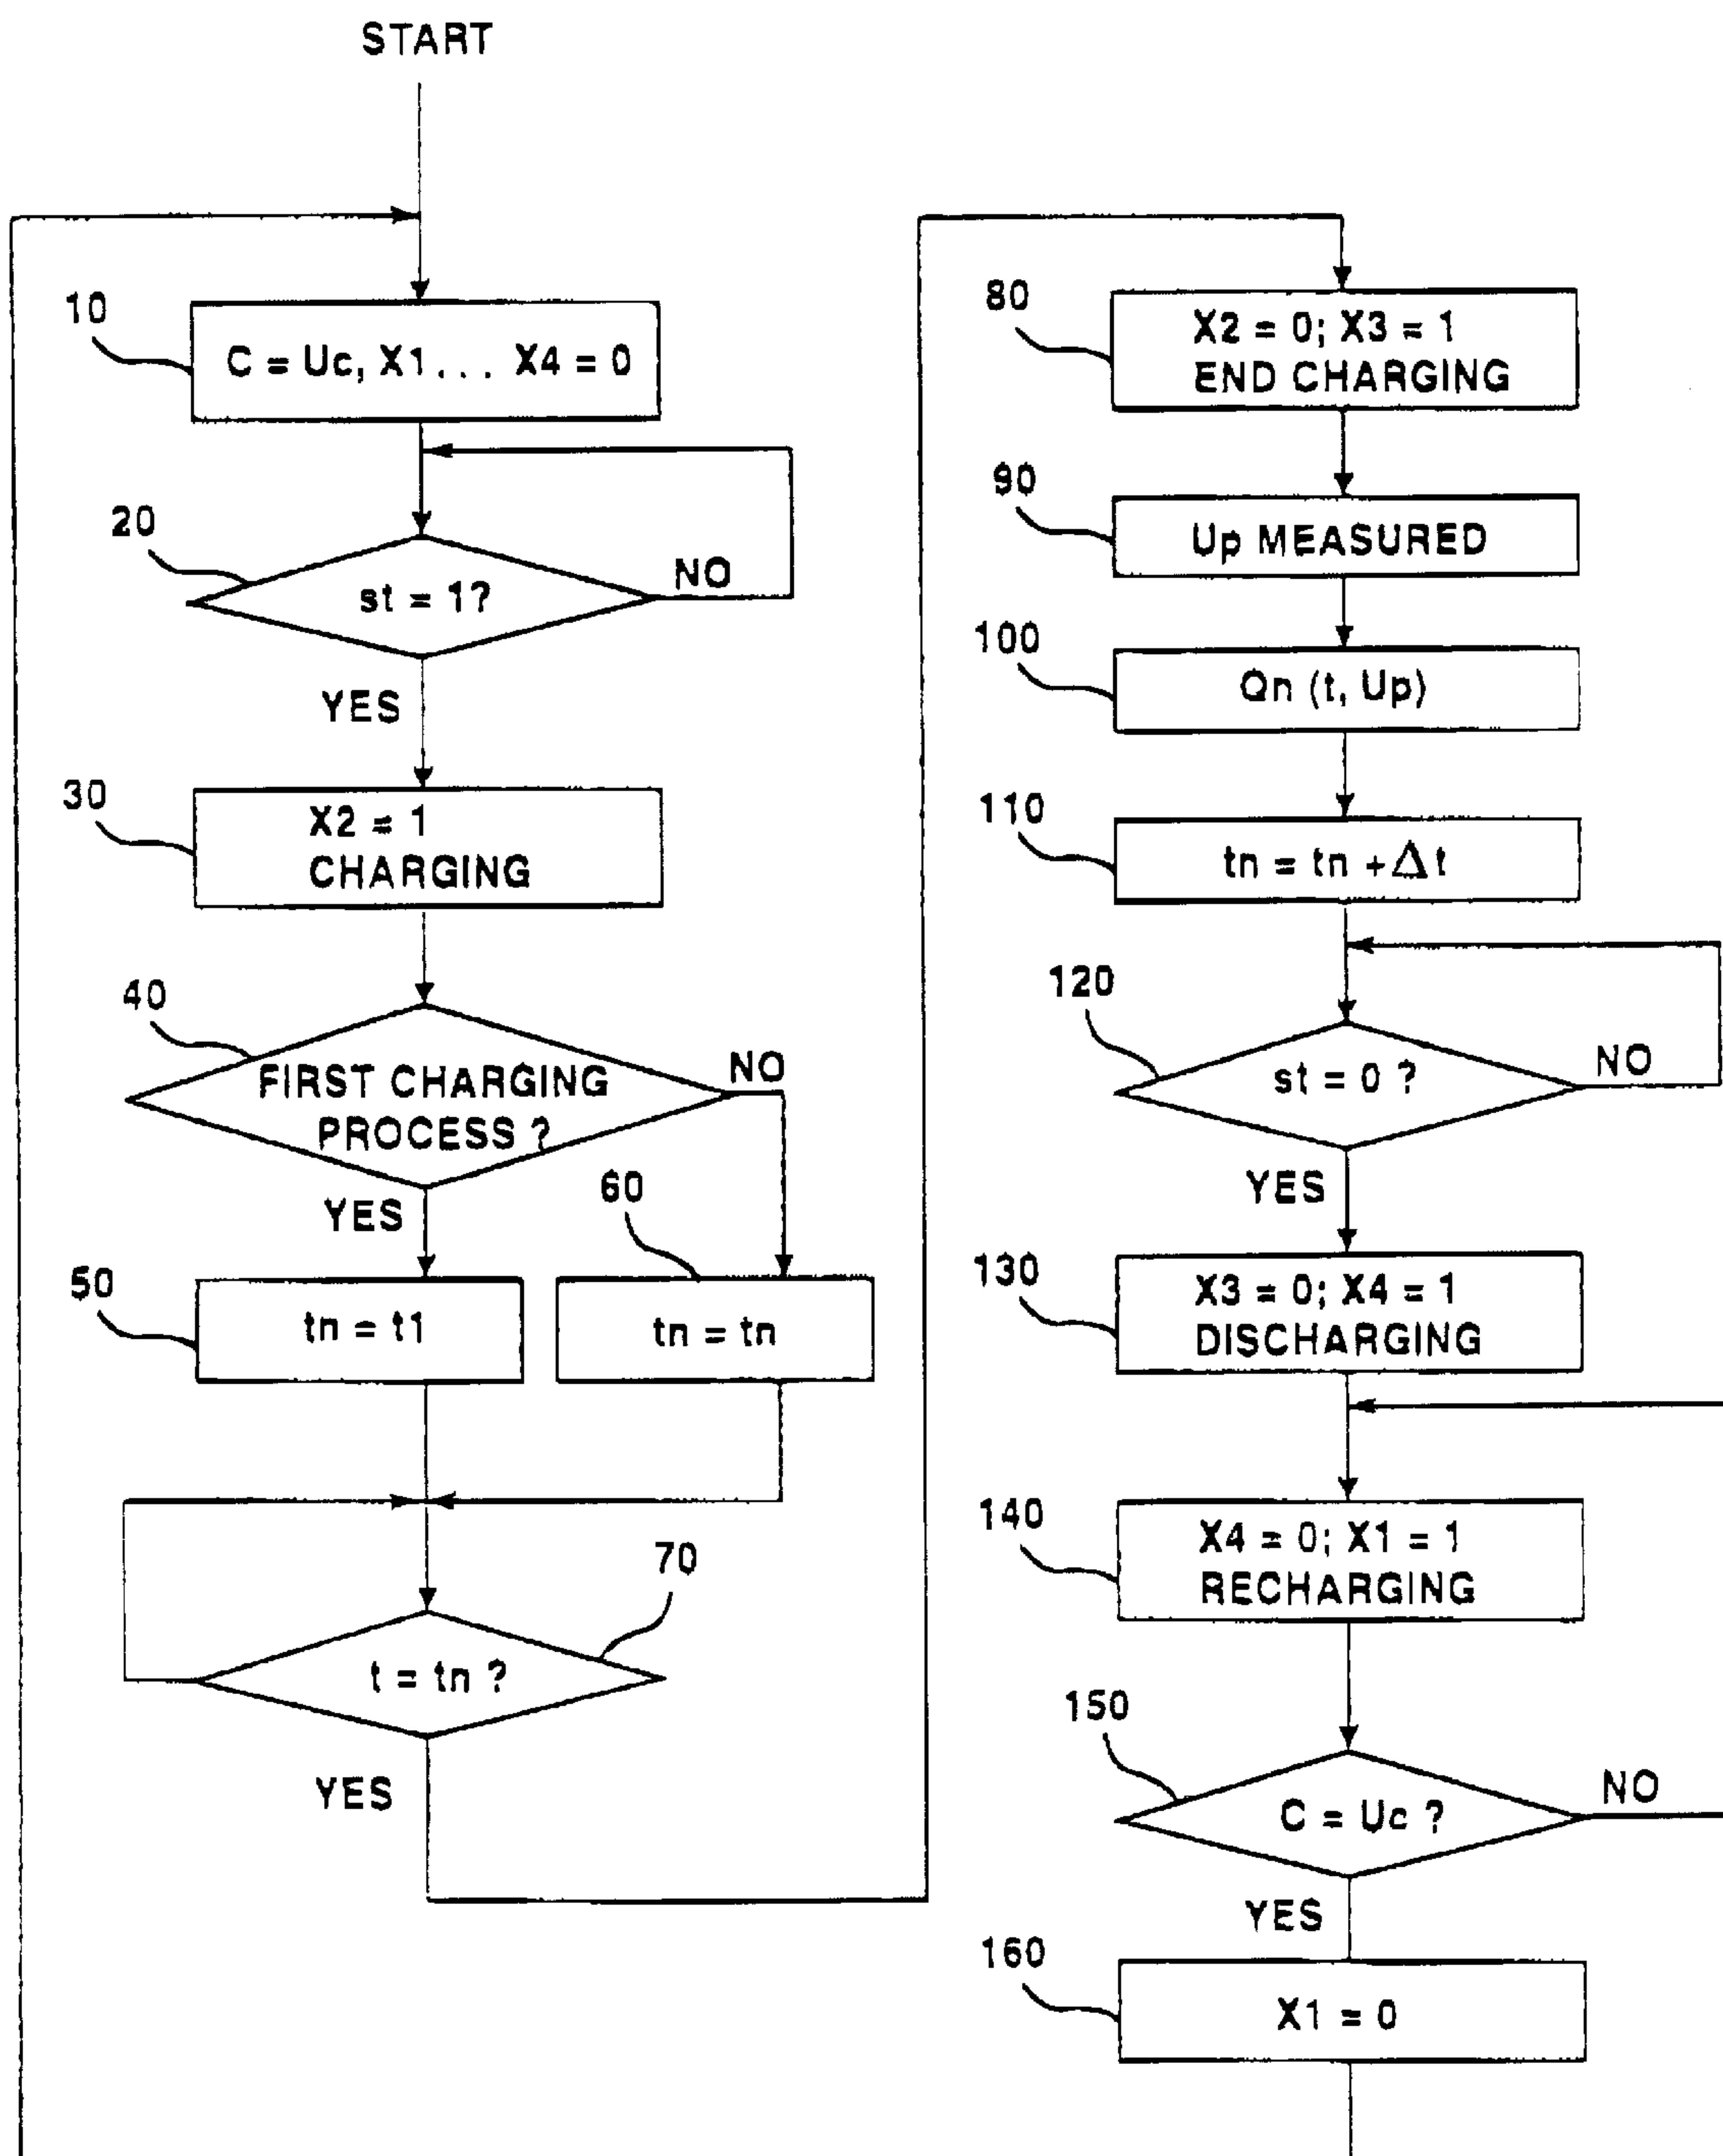 START
10
C = Uc, X1... X4 = 0
20
st = 1?
NO
YES
30
X2 = 1
CHARGING
40
FIRST CHARGING
PROCESS ?
NO
YES
60
50
tn = t1
tn = tn
70
t = tn ?
YES
80
X2 = 0; X3 = 1
END CHARGING
90
Up MEASURED
100
Qn (t, Up)
110
tn = tn + Δt
120
st = 0 ?
NO
YES
130
X3 = 0; X4 = 1
DISCHARGING
140
X4 = 0; X1 = 1
RECHARGING
150
C = Uc ?
NO
YES
160
X1 = 0